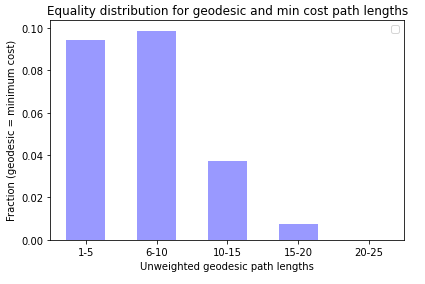 Equality distribution for geodesic and min cost path lengths
Fraction (geodesic = minimum cost)
0.10
0.08
0.06
0.04
0.02
0.00
1-5 6-10 10-15 15-20 20-25
Unweighted geodesic path lengths